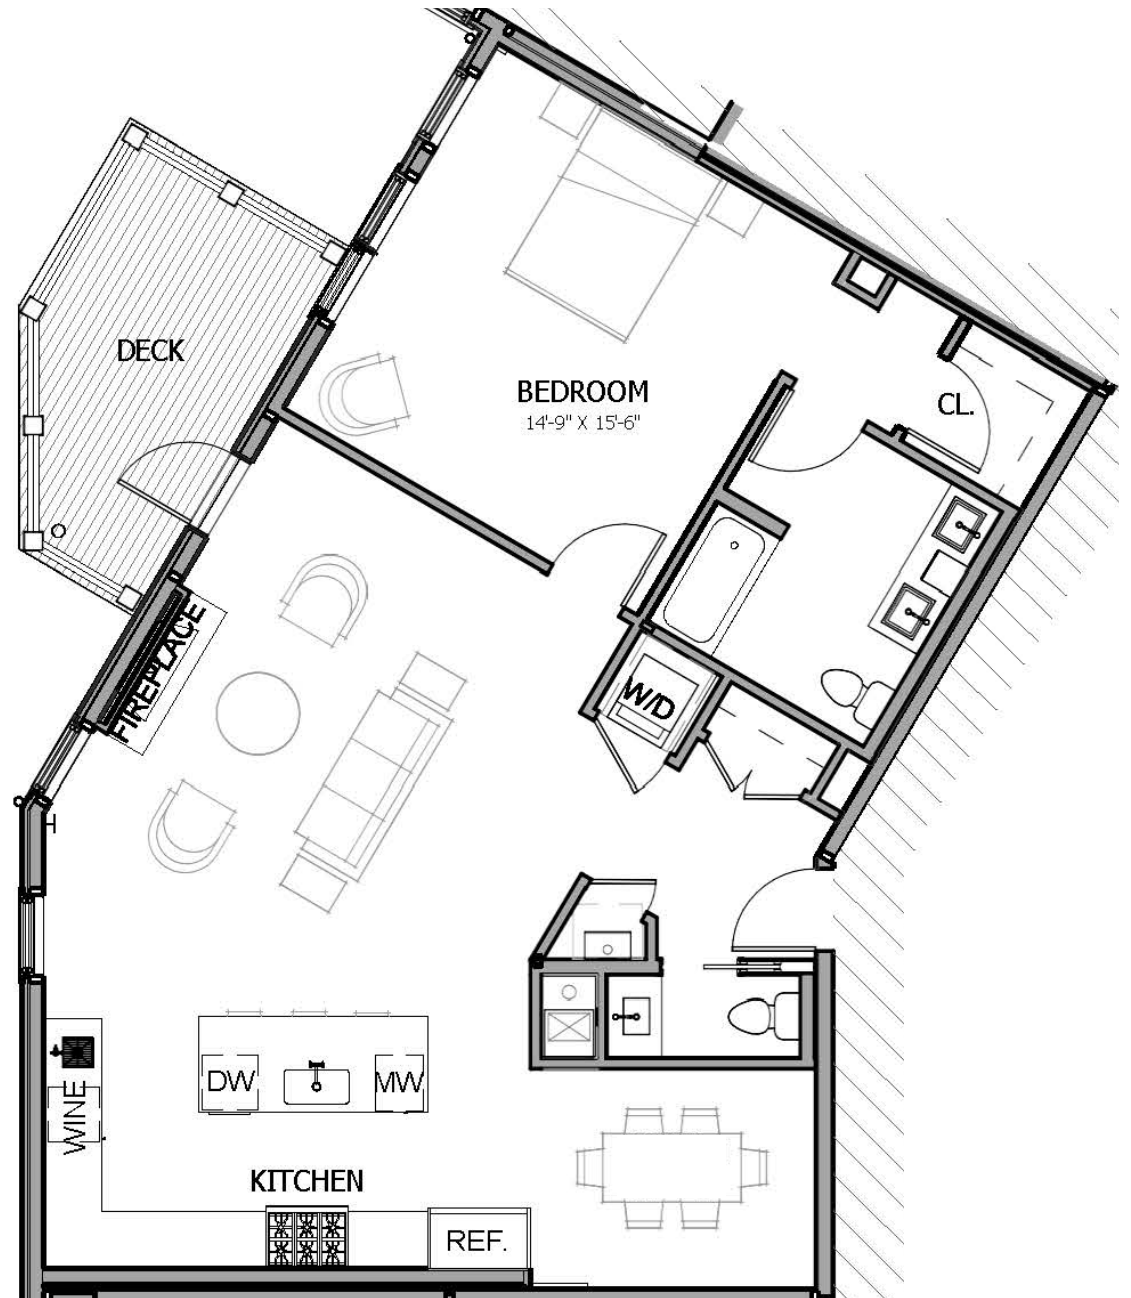 DECK
BEDROOM
14'-9" X 15'-6"
CL.
FIREPLACE
W/D
DW
MW
WINE
KITCHEN
REF.